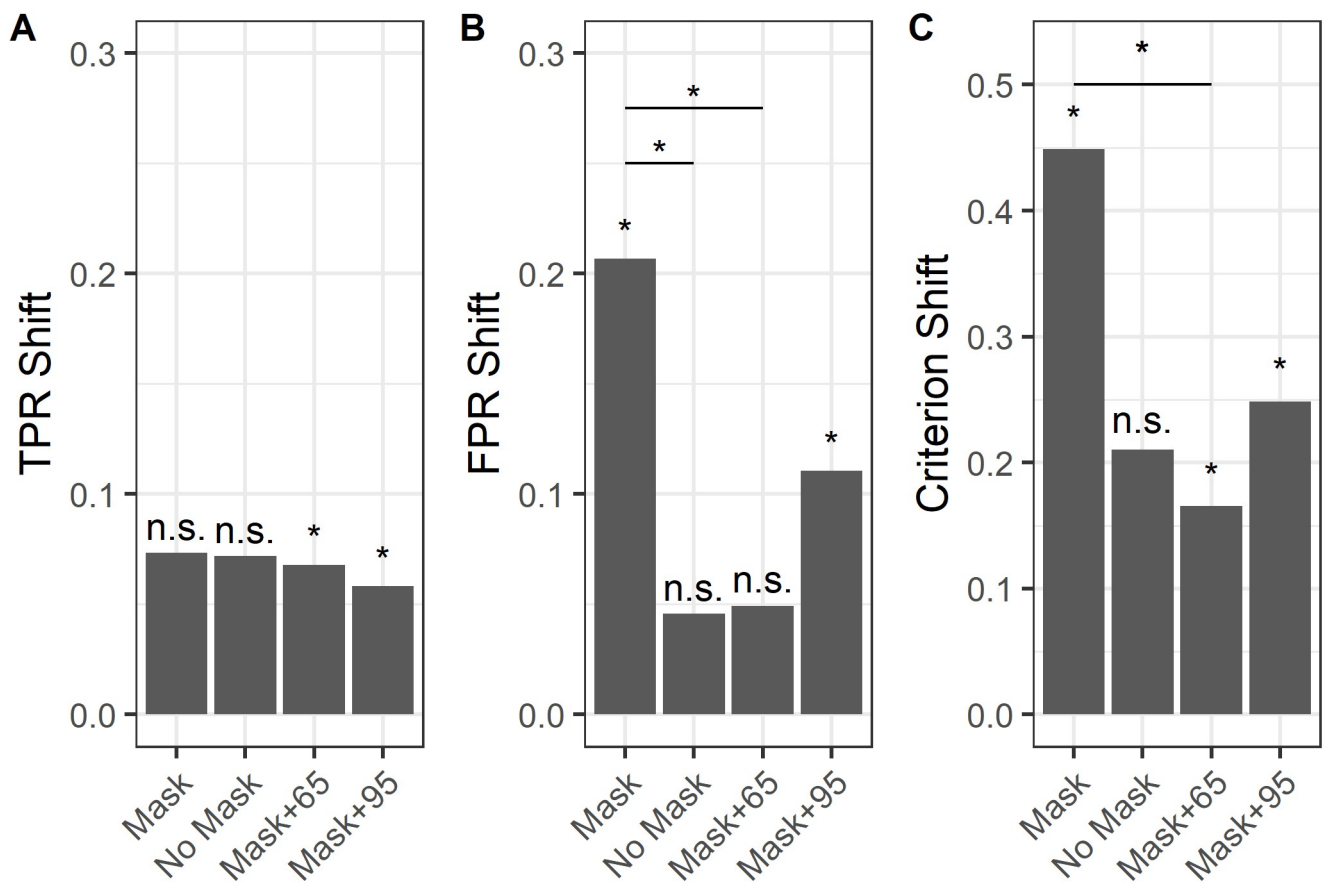 A
TPR Shift
0.3
0.2
0.1
0.0
n.s.
n.s.
*
*
Mask
No Mask
Mask+65
Mask+95
B
FPR Shift
0.3
0.2
0.1
0.0
*
*
*
n.s.
n.s.
*
Mask
No Mask
Mask+65
Mask+95
C
Criterion Shift
0.5
0.4
0.3
0.2
0.1
0.0
*
*
n.s.
*
*
Mask
No Mask
Mask+65
Mask+95